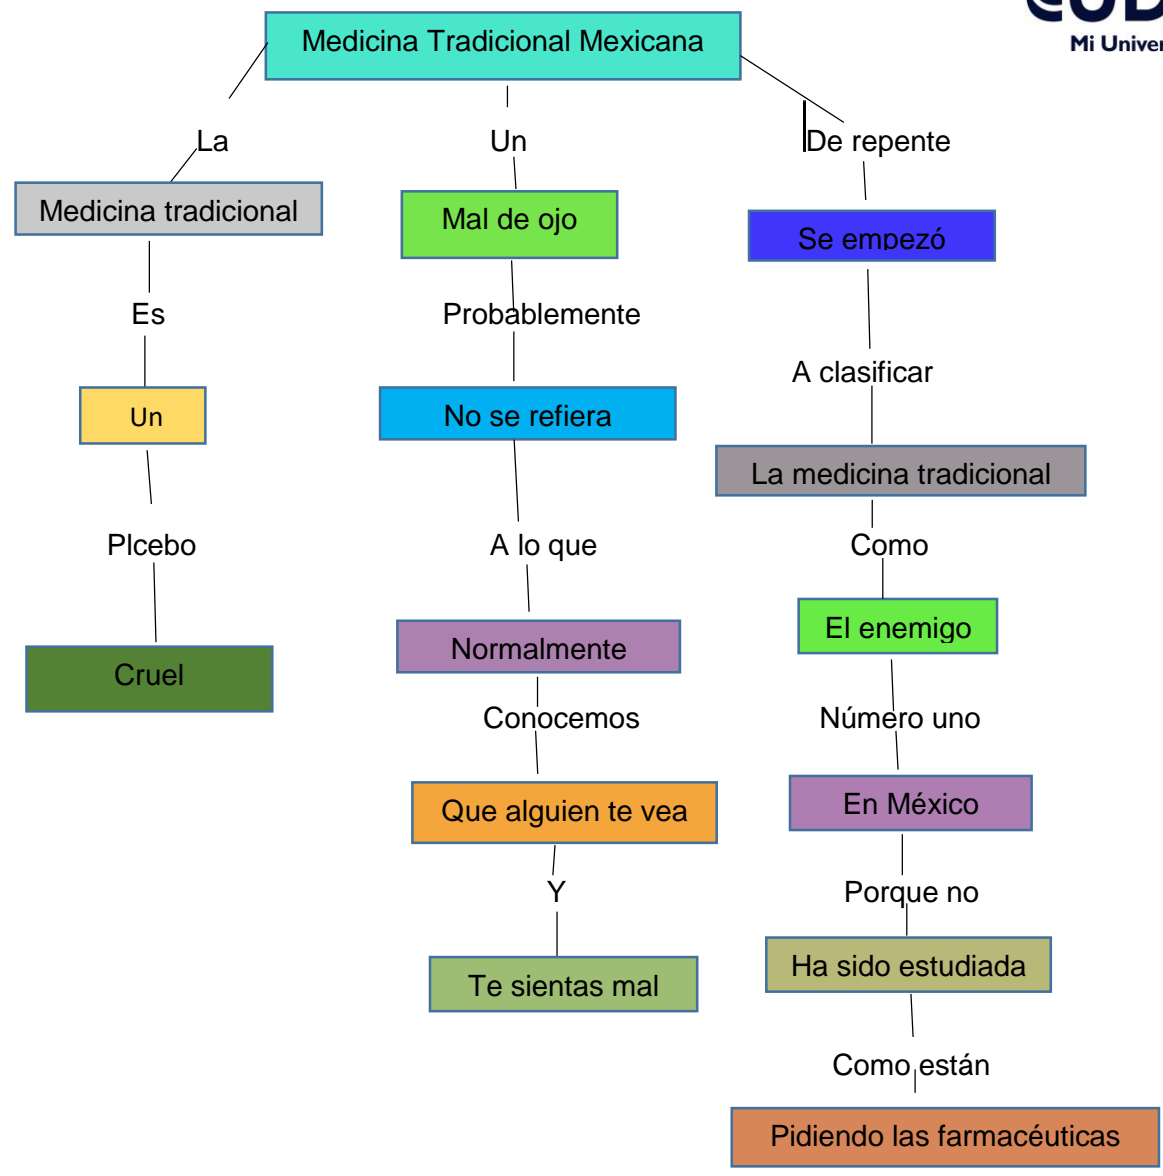 Medicina Tradicional Mexicana
Mi Univer
La
Medicina tradicional
Es
Un
Plcebo
Cruel
Un
Mal de ojo
Probablemente
No se refiera
A lo que
Normalmente
Conocemos
Que alguien te vea
Y
Te sientas mal
De repente
Se empezó
A clasificar
La medicina tradicional
Como
El enemigo
Número uno
En México
Porque no
Ha sido estudiada
Como están
Pidiendo las farmacéuticas